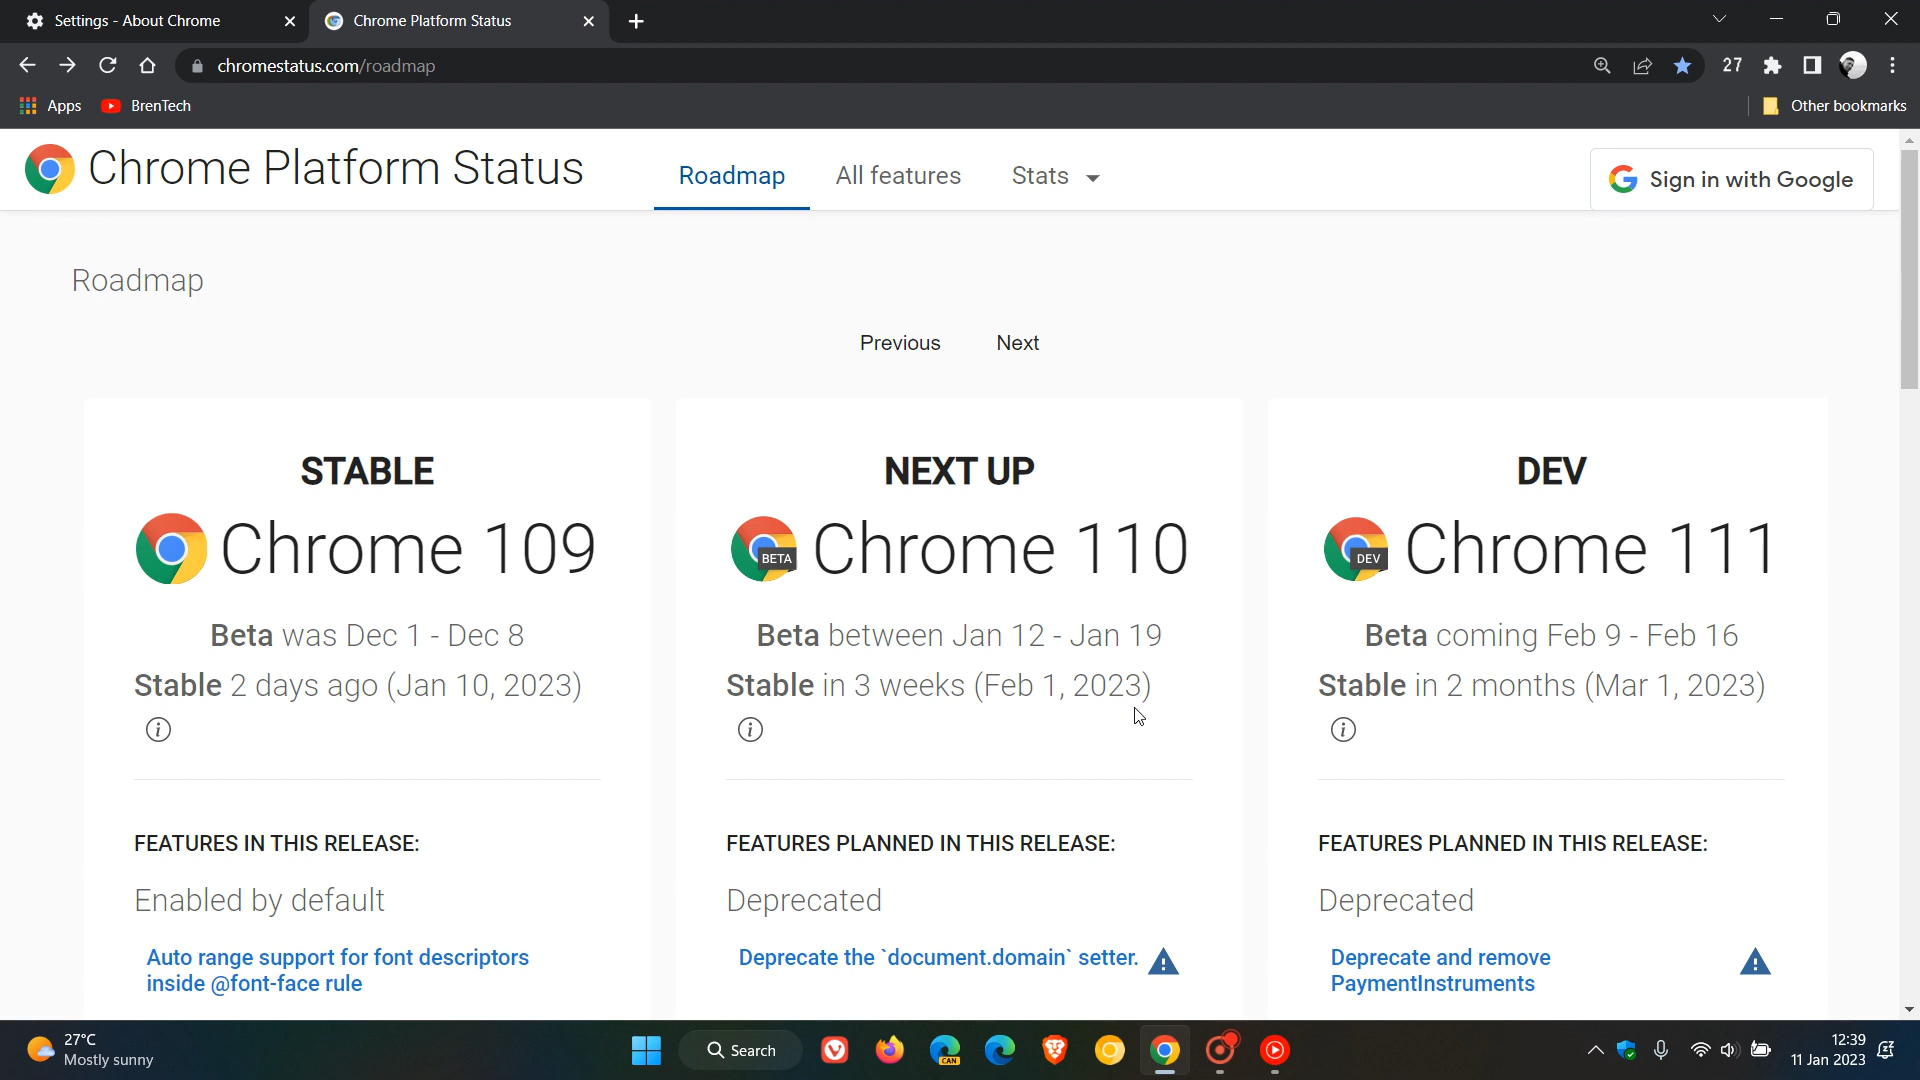 Settings - About Chrome
Chrome Platform Status
chromestatus.com/roadmap
27
Apps
BrenTech
Other bookmarks
Chrome Platform Status
Roadmap
All features
Stats
Sign in with Google
Roadmap
Previous
Next
STABLE
Chrome 109
Beta was Dec 1 - Dec 8
Stable 2 days ago (Jan 10, 2023)
FEATURES IN THIS RELEASE:
Enabled by default
Auto range support for font descriptors
inside @font-face rule
NEXT UP
BETA
Chrome 110
Beta between Jan 12 - Jan 19
Stable in 3 weeks (Feb 1, 2023)
FEATURES PLANNED IN THIS RELEASE:
Deprecated
Deprecate the `document.domain` setter.
DEV
DEV
Chrome 111
Beta coming Feb 9 - Feb 16
Stable in 2 months (Mar 1, 2023)
FEATURES PLANNED IN THIS RELEASE:
Deprecated
Deprecate and remove
PaymentInstruments
27°C
Mostly sunny
Search
CAN
12:39
11 Jan 2023